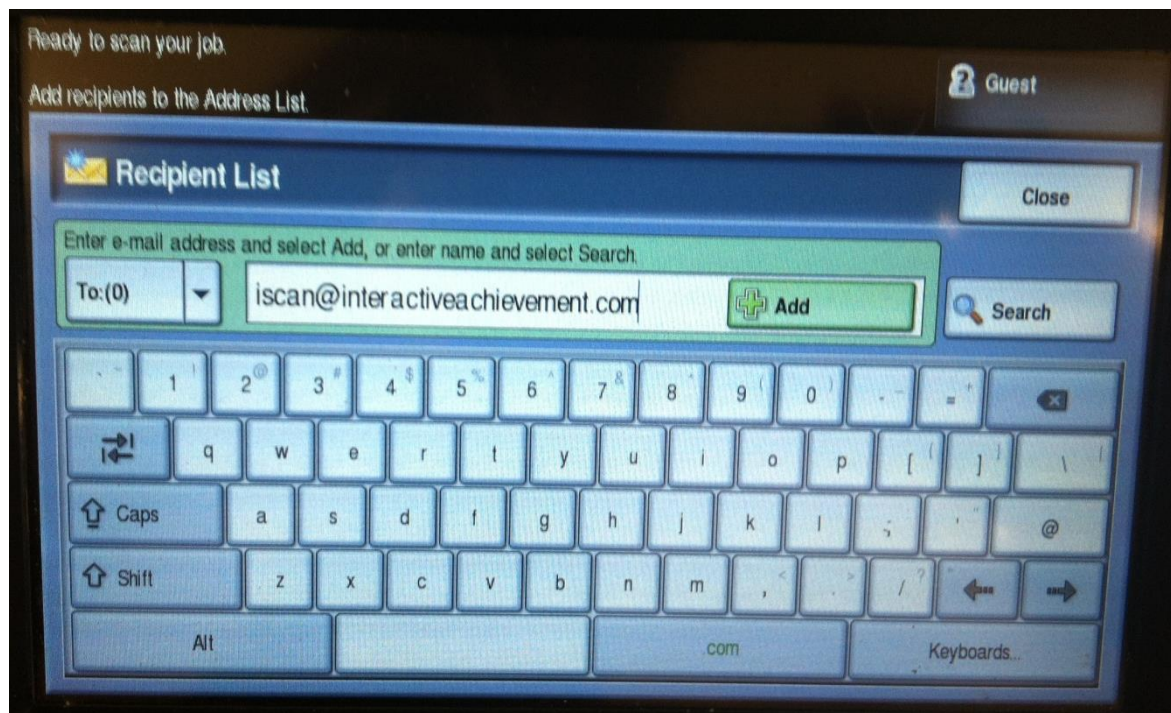 Ready to scan your job.
Add recipients to the Address List.
Guest
Recipient List
Close
Enter e-mail address and select Add, or enter name and select Search.
To:(0)
iscan@interactiveachievement.com
Add
Search
1 ! 2 @ 3 # 4 $ 5 % 6 ^ 7 & 8 9 ( 0 ) - = +
q w e r t y u i o p [ ] \
Caps a s d f g h j k l ; ' " @
Shift z x c v b n m , < . > / ?
Alt .com Keyboards...